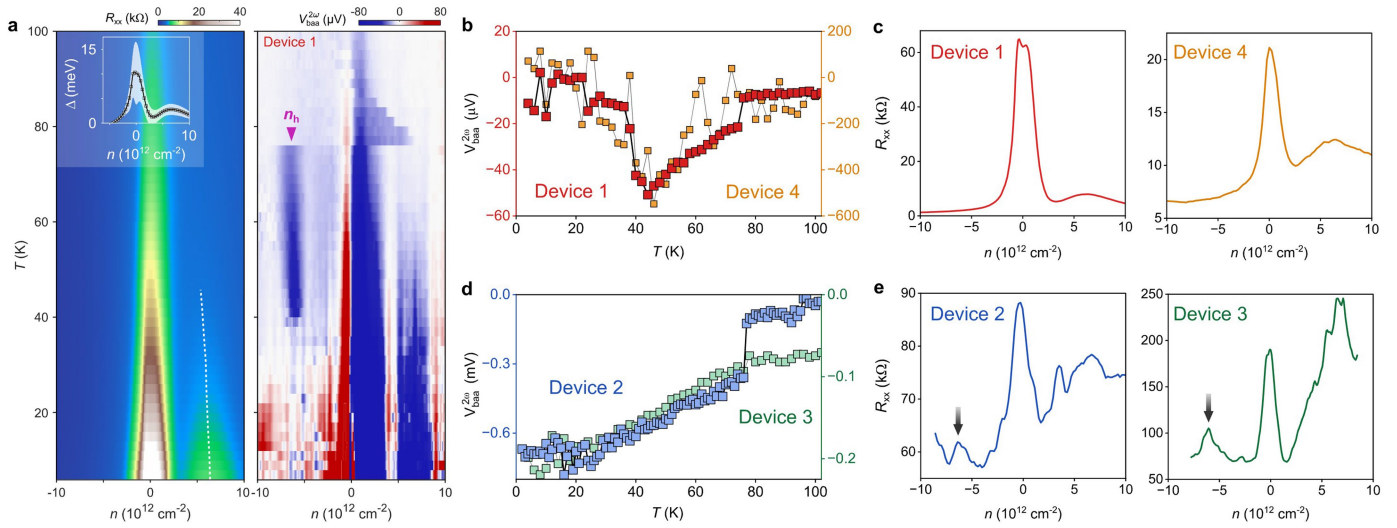 a
R_xx (kΩ)
0 20 40
V_baa^2ω (µV)
-80 0 80
100
80
60
40
20
T (K)
15
0
Δ (meV)
0 10
n (10^12 cm^-2)
Device 1
n_h
-10 0 10
n (10^12 cm^-2)
-10 0 10
n (10^12 cm^-2)
b
20
0
−20
−40
−60
V_baa^2ω (µV)
200
0
−200
−400
−600
Device 1
Device 4
0 20 40 60 80 100
T (K)
c
Device 1
60
40
20
0
R_xx (kΩ)
−10 −5 0 5 10
n (10^12 cm^-2)
Device 4
25
20
15
10
5
−10 −5 0 5 10
n (10^12 cm^-2)
d
0.0
−0.3
−0.6
V_baa^2ω (mV)
0.0
−0.1
−0.2
Device 2
Device 3
0 20 40 60 80 100
T (K)
e
Device 2
90
80
70
60
R_xx (kΩ)
−10 −5 0 5 10
n (10^12 cm^-2)
Device 3
250
200
150
100
50
−10 −5 0 5 10
n (10^12 cm^-2)